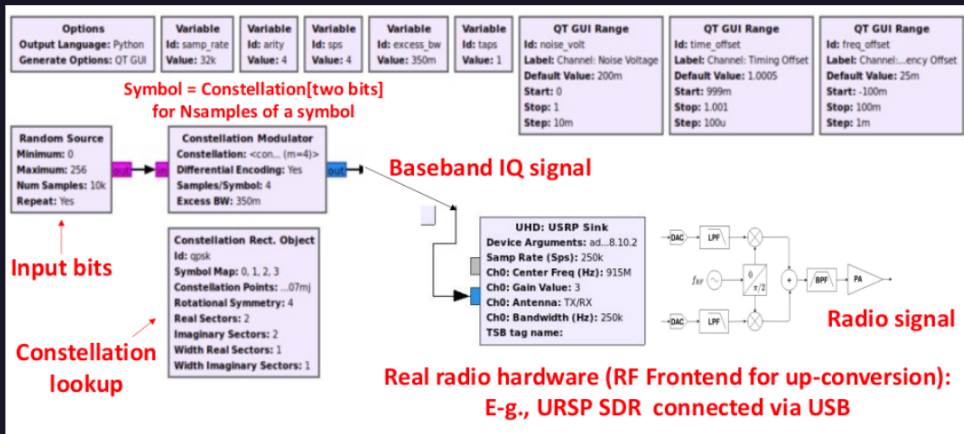 Options
Output Language: Python
Generate Options: QT GUI
Variable
Id: samp_rate
Value: 32k
Variable
Id: arity
Value: 4
Variable
Id: sps
Value: 4
Variable
Id: excess_bw
Value: 350m
Variable
Id: taps
Value: 1
QT GUI Range
Id: noise_volt
Label: Channel: Noise Voltage
Default Value: 200m
Start: 0
Stop: 1
Step: 10m
QT GUI Range
Id: time_offset
Label: Channel: Timing Offset
Default Value: 1.0005
Start: 999m
Stop: 1.001
Step: 100u
QT GUI Range
Id: freq_offset
Label: Channel:...ency Offset
Default Value: 25m
Start: -100m
Stop: 100m
Step: 1m
Symbol = Constellation[two bits]
for Nsamples of a symbol
Random Source
Minimum: 0
Maximum: 256
Num Samples: 10k
Repeat: Yes
out
in
Constellation Modulator
Constellation: <con... (m=4)>
Differential Encoding: Yes
Samples/Symbol: 4
Excess BW: 350m
out
Baseband IQ signal
Input bits
Constellation Rect. Object
Id: qpsk
Symbol Map: 0, 1, 2, 3
Constellation Points: ...07mj
Rotational Symmetry: 4
Real Sectors: 2
Imaginary Sectors: 2
Width Real Sectors: 1
Width Imaginary Sectors: 1
Constellation
lookup
UHD: USRP Sink
Device Arguments: ad...8.10.2
Samp Rate (Sps): 250k
Ch0: Center Freq (Hz): 915M
Ch0: Gain Value: 3
Ch0: Antenna: TX/RX
Ch0: Bandwidth (Hz): 250k
TSB tag name:
DAC
LPF
fRF
0
π/2
+
BPF
PA
DAC
LPF
Radio signal
Real radio hardware (RF Frontend for up-conversion):
E-g., URSP SDR connected via USB